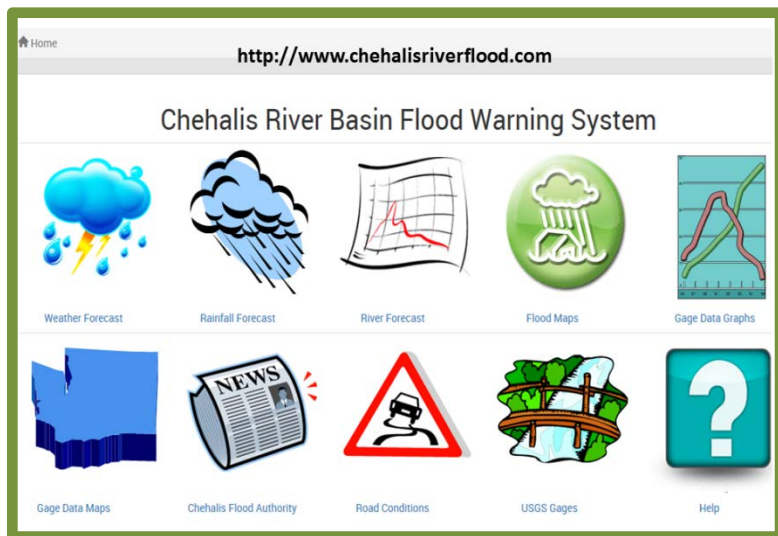 Home
http://www.chehalisriverflood.com
Chehalis River Basin Flood Warning System
Weather Forecast
Rainfall Forecast
River Forecast
Flood Maps
Gage Data Graphs
NEWS
Gage Data Maps
Chehalis Flood Authority
Road Conditions
USGS Gages
Help